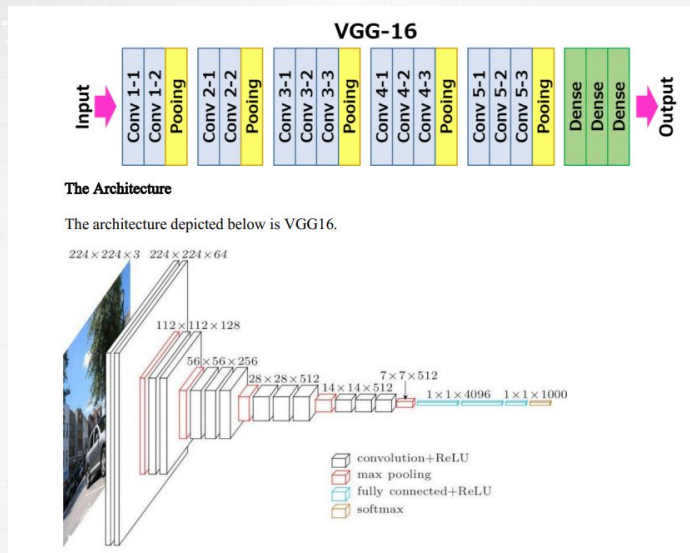 VGG-16
Input
Conv 1-1
Conv 1-2
Pooing
Conv 2-1
Conv 2-2
Pooing
Conv 3-1
Conv 3-2
Conv 3-3
Pooing
Conv 4-1
Conv 4-2
Conv 4-3
Pooing
Conv 5-1
Conv 5-2
Conv 5-3
Pooing
Dense
Dense
Dense
Output
The Architecture
The architecture depicted below is VGG16.
224 × 224 × 3 224 × 224 × 64
112 × 112 × 128
56 × 56 × 256
28 × 28 × 512
14 × 14 × 512
7 × 7 × 512
1 × 1 × 4096 1 × 1 × 1000
convolution+ReLU
max pooling
fully connected+ReLU
softmax